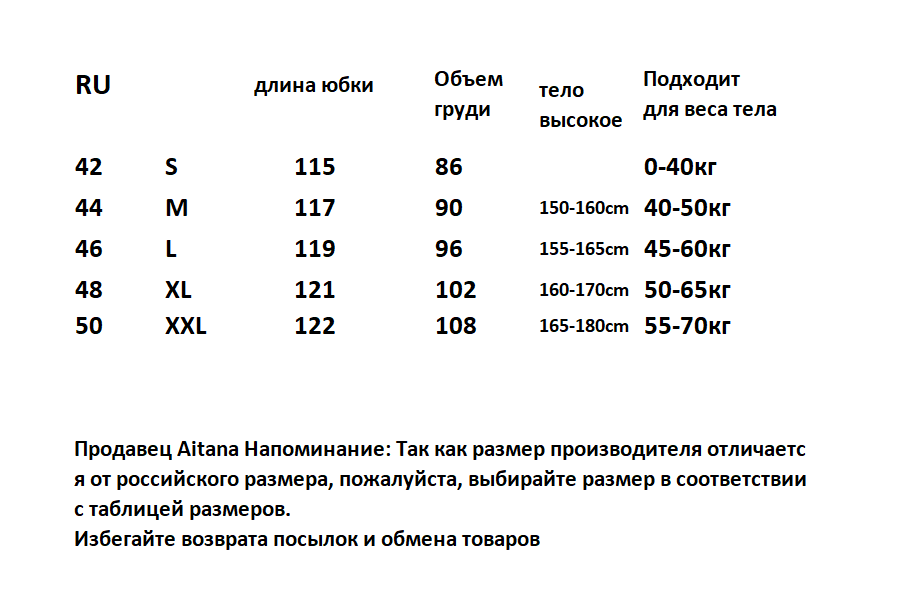 RU длина юбки Объем груди тело высокое Подходит для веса тела
42 S 115 86 0-40кг
44 M 117 90 150-160cm 40-50кг
46 L 119 96 155-165cm 45-60кг
48 XL 121 102 160-170cm 50-65кг
50 XXL 122 108 165-180cm 55-70кг
Продавец Aitana Напоминание: Так как размер производителя отличаетс
я от российского размера, пожалуйста, выбирайте размер в соответствии
с таблицей размеров.
Избегайте возврата посылок и обмена товаров